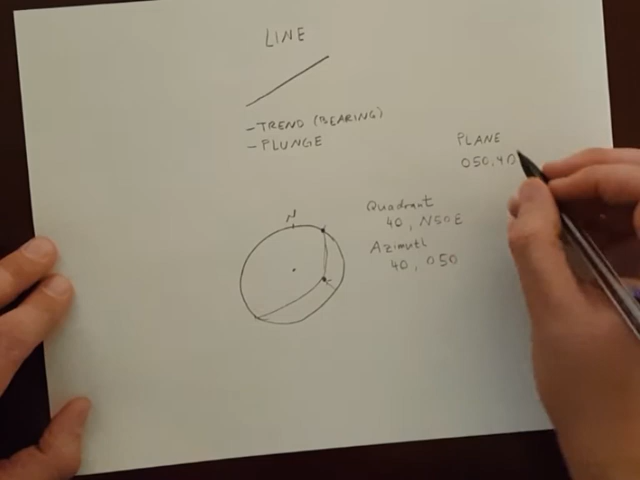 LINE
-TREND (BEARING)
-PLUNGE
PLANE
050,40
N
Quadrant
40, N50E
Azimuth
40, 050